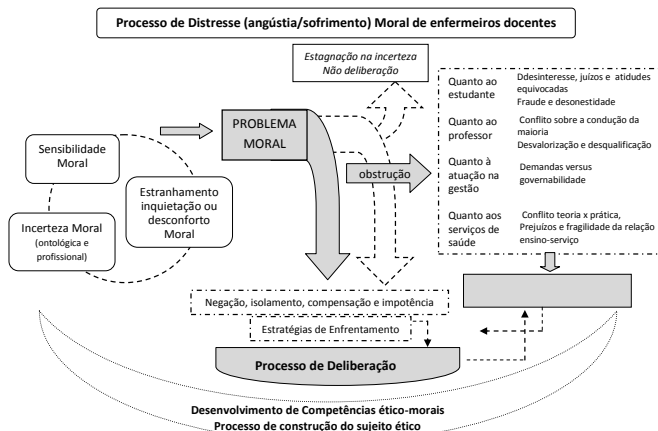 Processo de Distresse (angústia/sofrimento) Moral de enfermeiros docentes
Estagnação na incerteza
Não deliberação
PROBLEMA
MORAL
Sensibilidade
Moral
Estranhamento
inquietação ou
desconforto
Moral
Incerteza Moral
(ontológica e
profissional)
obstrução
Quanto ao
estudante
Ddesinteresse, juízos e atidudes
equivocadas
Fraude e desonestidade
Quanto ao
professor
Conflito sobre a condução da
maioria
Desvalorização e desqualificação
Quanto à
atuação na
gestão
Demandas versus
governabilidade
Quanto aos
serviços de
saúde
Conflito teoria x prática,
Prejuízos e fragilidade da relação
ensino-serviço
Negação, isolamento, compensação e impotência
Estratégias de Enfrentamento
Processo de Deliberação
Desenvolvimento de Competências ético-morais
Processo de construção do sujeito ético